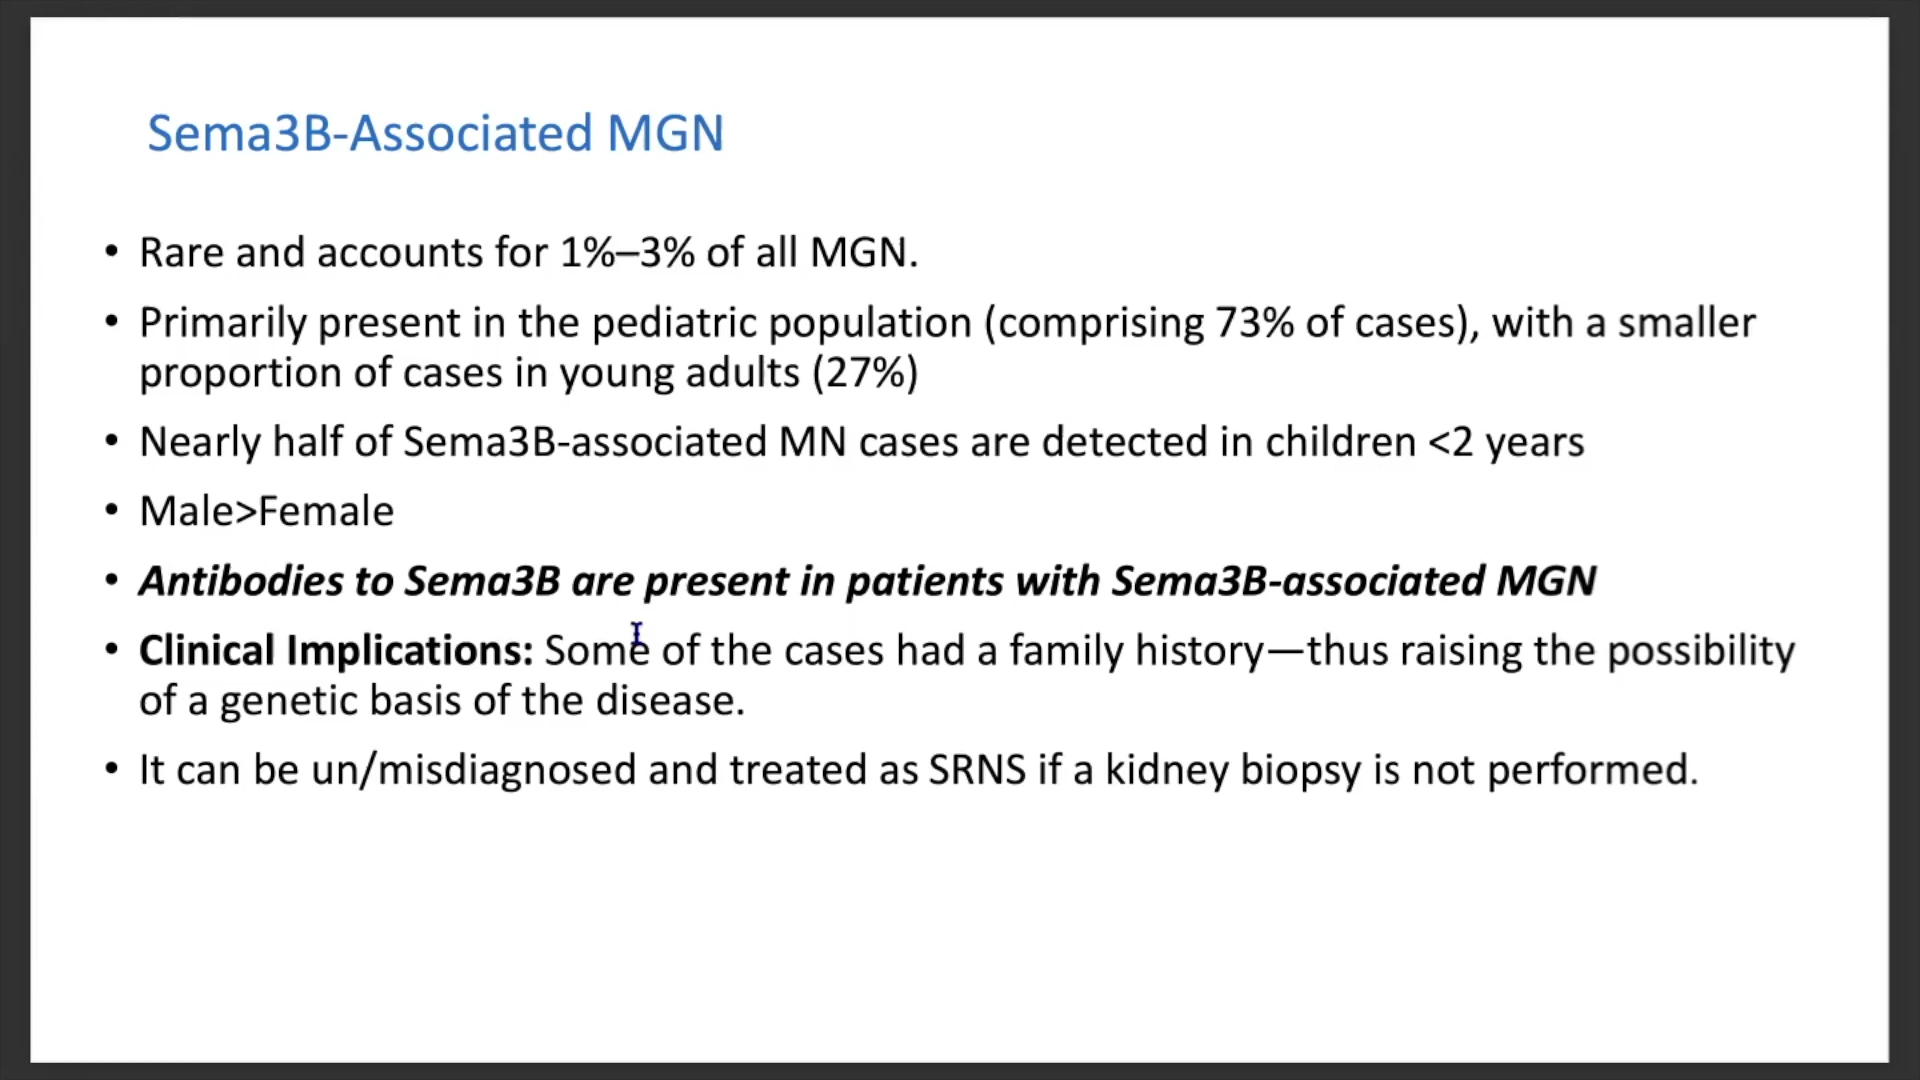 Sema3B-Associated MGN
• Rare and accounts for 1%–3% of all MGN.
• Primarily present in the pediatric population (comprising 73% of cases), with a smaller
proportion of cases in young adults (27%)
• Nearly half of Sema3B-associated MN cases are detected in children <2 years
• Male>Female
• Antibodies to Sema3B are present in patients with Sema3B-associated MGN
• Clinical Implications: Some of the cases had a family history—thus raising the possibility
of a genetic basis of the disease.
• It can be un/misdiagnosed and treated as SRNS if a kidney biopsy is not performed.